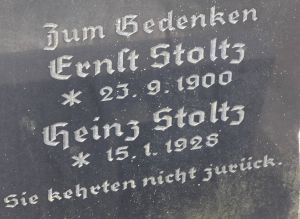 Zum Gedenken
Ernst Stoltz
* 23. 9. 1900
Heinz Stoltz
* 15. 1. 1928
Sie kehrten nicht zurück.